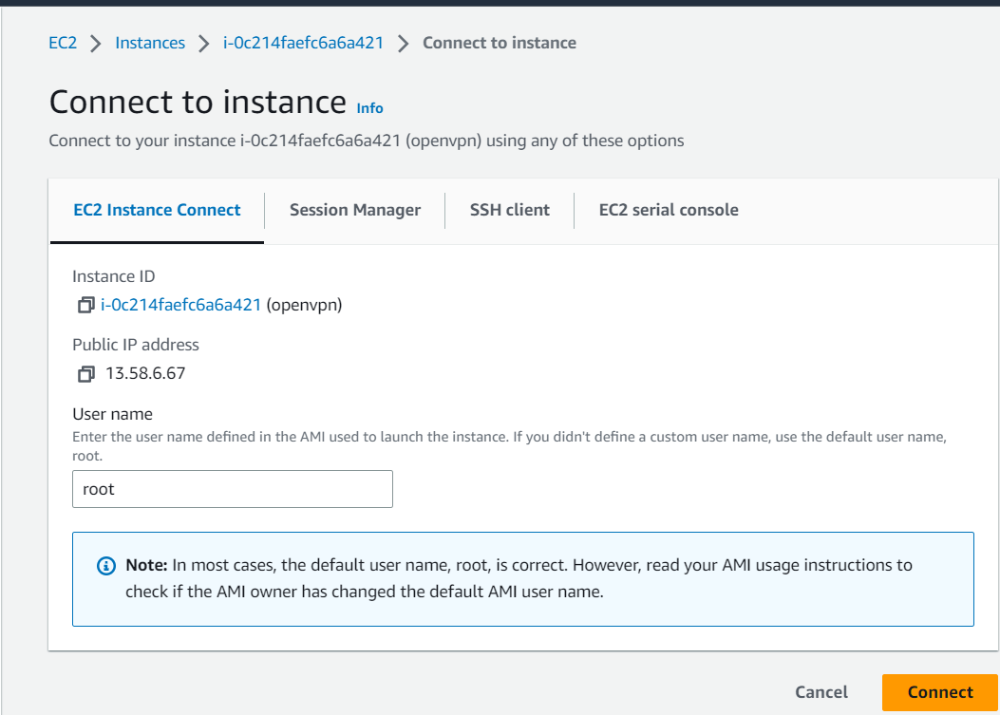 EC2 > Instances > i-0c214faefc6a6a421 > Connect to instance
Connect to instance Info
Connect to your instance i-0c214faefc6a6a421 (openvpn) using any of these options
EC2 Instance Connect Session Manager SSH client EC2 serial console
Instance ID
i-0c214faefc6a6a421 (openvpn)
Public IP address
13.58.6.67
User name
Enter the user name defined in the AMI used to launch the instance. If you didn't define a custom user name, use the default user name,
root.
root
Note: In most cases, the default user name, root, is correct. However, read your AMI usage instructions to
check if the AMI owner has changed the default AMI user name.
Cancel Connect